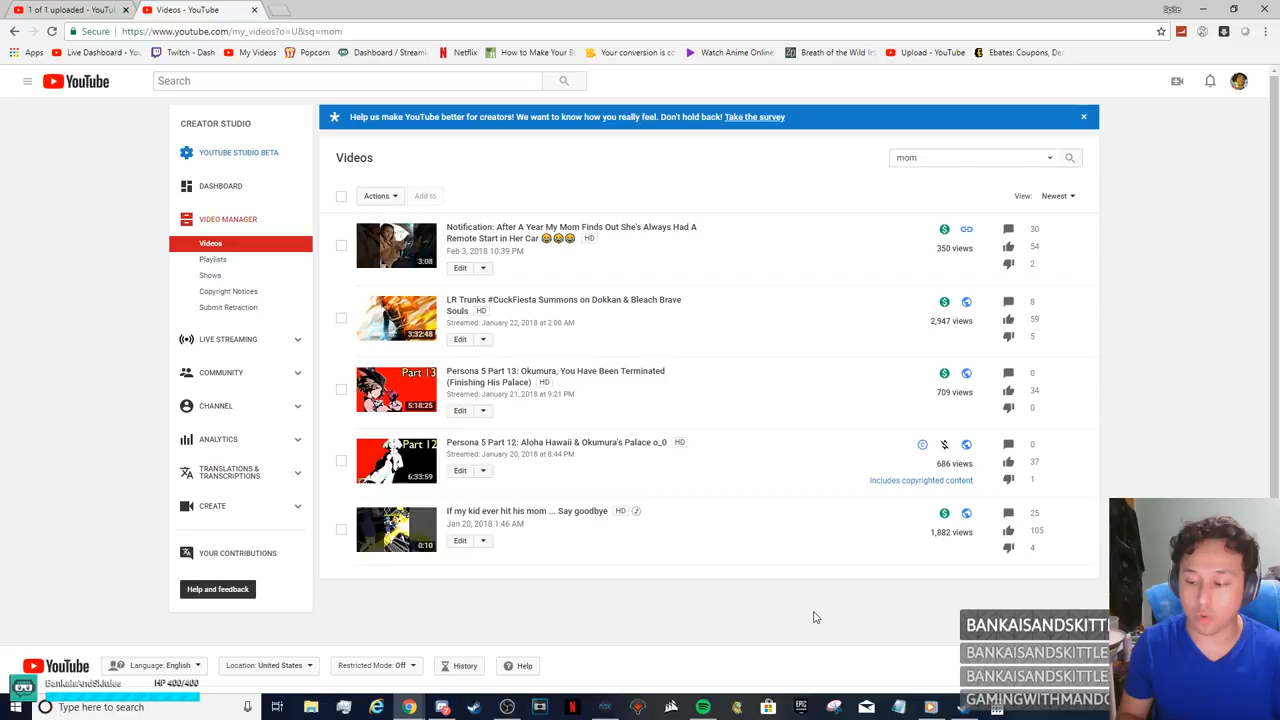 1 of 1 uploaded - YouTu
Videos - YouTube
Spite
Secure https://www.youtube.com/my_videos?o=U&sq=mom
Apps Live Dashboard - You Twitch - Dash My Videos Popcorn Dashboard / Streaml Netflix How to Make Your Be Your conversion is co Watch Anime Online, Breath of the Wild Int Upload - YouTube Ebates: Coupons, Dea
YouTube
Search
CREATOR STUDIO
YOUTUBE STUDIO BETA
DASHBOARD
VIDEO MANAGER
Videos
Playlists
Shows
Copyright Notices
Submit Retraction
LIVE STREAMING
COMMUNITY
CHANNEL
ANALYTICS
TRANSLATIONS &
TRANSCRIPTIONS
CREATE
YOUR CONTRIBUTIONS
Help and feedback
Help us make YouTube better for creators! We want to know how you really feel. Don't hold back! Take the survey
Videos
mom
Actions Add to
View: Newest
3:08
Notification: After A Year My Mom Finds Out She's Always Had A
Remote Start in Her Car 😂😂😂 HD
Feb 3, 2018 10:39 PM
Edit
350 views
30
54
2
3:32:48
LR Trunks #CuckFiesta Summons on Dokkan & Bleach Brave
Souls HD
Streamed: January 22, 2018 at 2:00 AM
Edit
2,947 views
8
59
5
Part 13
5:18:25
Persona 5 Part 13: Okumura, You Have Been Terminated
(Finishing His Palace) HD
Streamed: January 21, 2018 at 9:21 PM
Edit
709 views
0
34
0
Part 12
6:33:59
Persona 5 Part 12: Aloha Hawaii & Okumura's Palace o_0 HD
Streamed: January 20, 2018 at 8:44 PM
Edit
686 views
Includes copyrighted content
0
37
1
0:10
If my kid ever hit his mom ... Say goodbye HD
Jan 20, 2018 1:46 AM
Edit
1,882 views
25
105
4
BANKAISANDSKITTL
BANKAISANDSKITTLE
BANKAISANDSKITTLE
GAMINGWITHMANDO
YouTube Language: English Location: United States Restricted Mode: Off History Help
BankaisAndSkittles HP 400/400
Type here to search